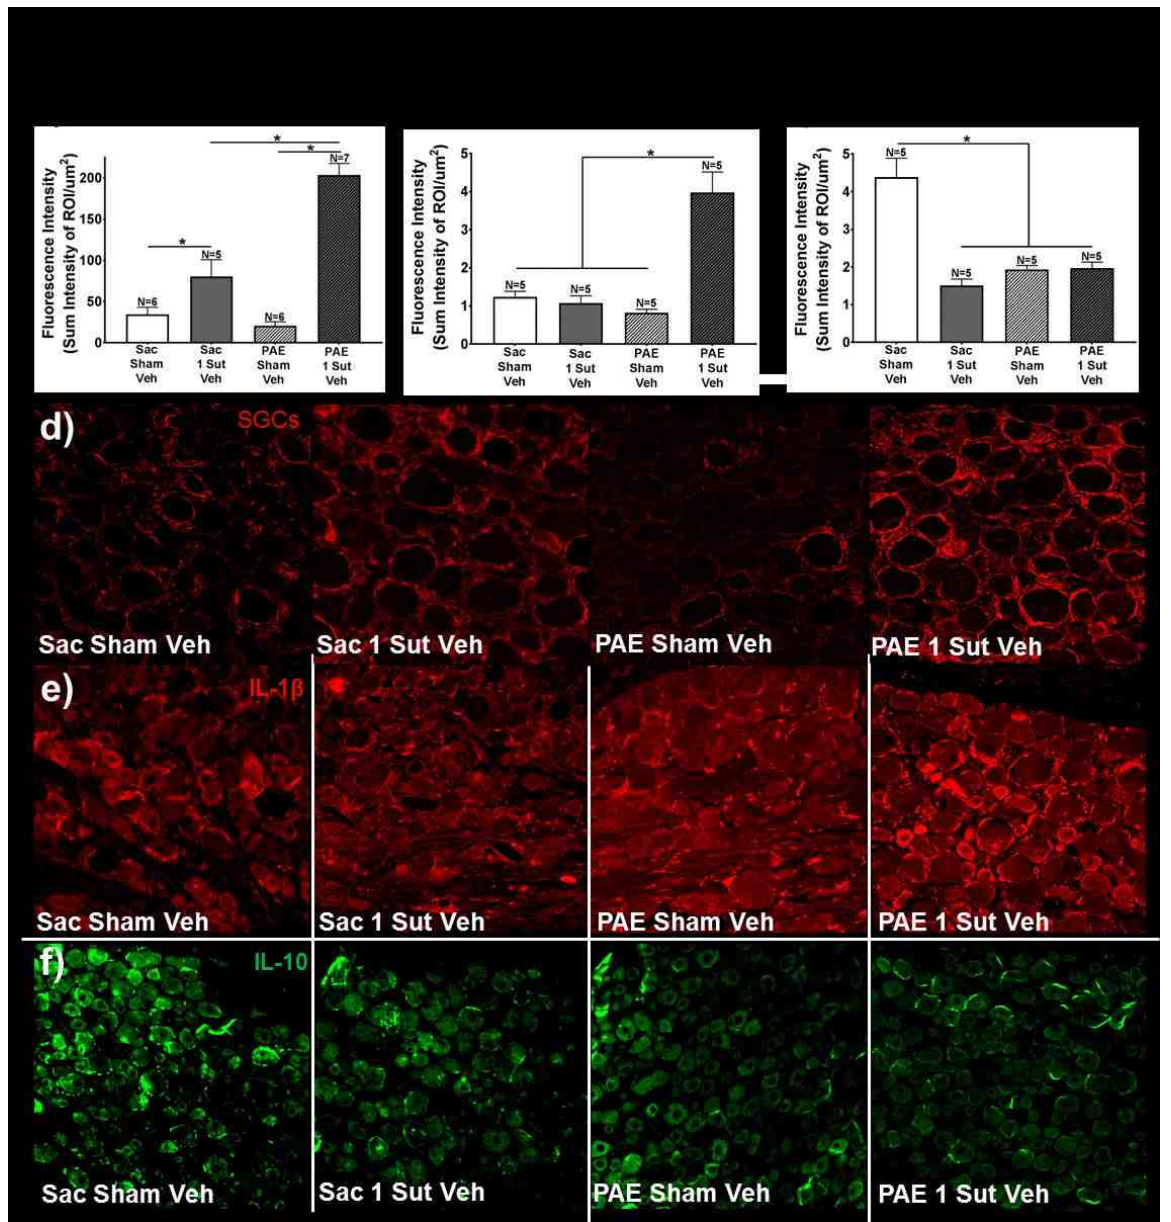 Fluorescence Intensity
(Sum Intensity of ROI/um²)
200
150
100
50
0
N=6
N=5
N=6
N=7
*
*
*
Sac Sham Veh
Sac 1 Sut Veh
PAE Sham Veh
PAE 1 Sut Veh
Fluorescence Intensity
(Sum Intensity of ROI/um²)
5
4
3
2
1
0
N=5
N=5
N=5
N=5
*
Sac Sham Veh
Sac 1 Sut Veh
PAE Sham Veh
PAE 1 Sut Veh
Fluorescence Intensity
(Sum Intensity of ROI/um²)
5
4
3
2
1
0
N=5
N=5
N=5
N=5
*
Sac Sham Veh
Sac 1 Sut Veh
PAE Sham Veh
PAE 1 Sut Veh
d)
SGCs
Sac Sham Veh
Sac 1 Sut Veh
PAE Sham Veh
PAE 1 Sut Veh
e)
IL-1β
Sac Sham Veh
Sac 1 Sut Veh
PAE Sham Veh
PAE 1 Sut Veh
f)
IL-10
Sac Sham Veh
Sac 1 Sut Veh
PAE Sham Veh
PAE 1 Sut Veh